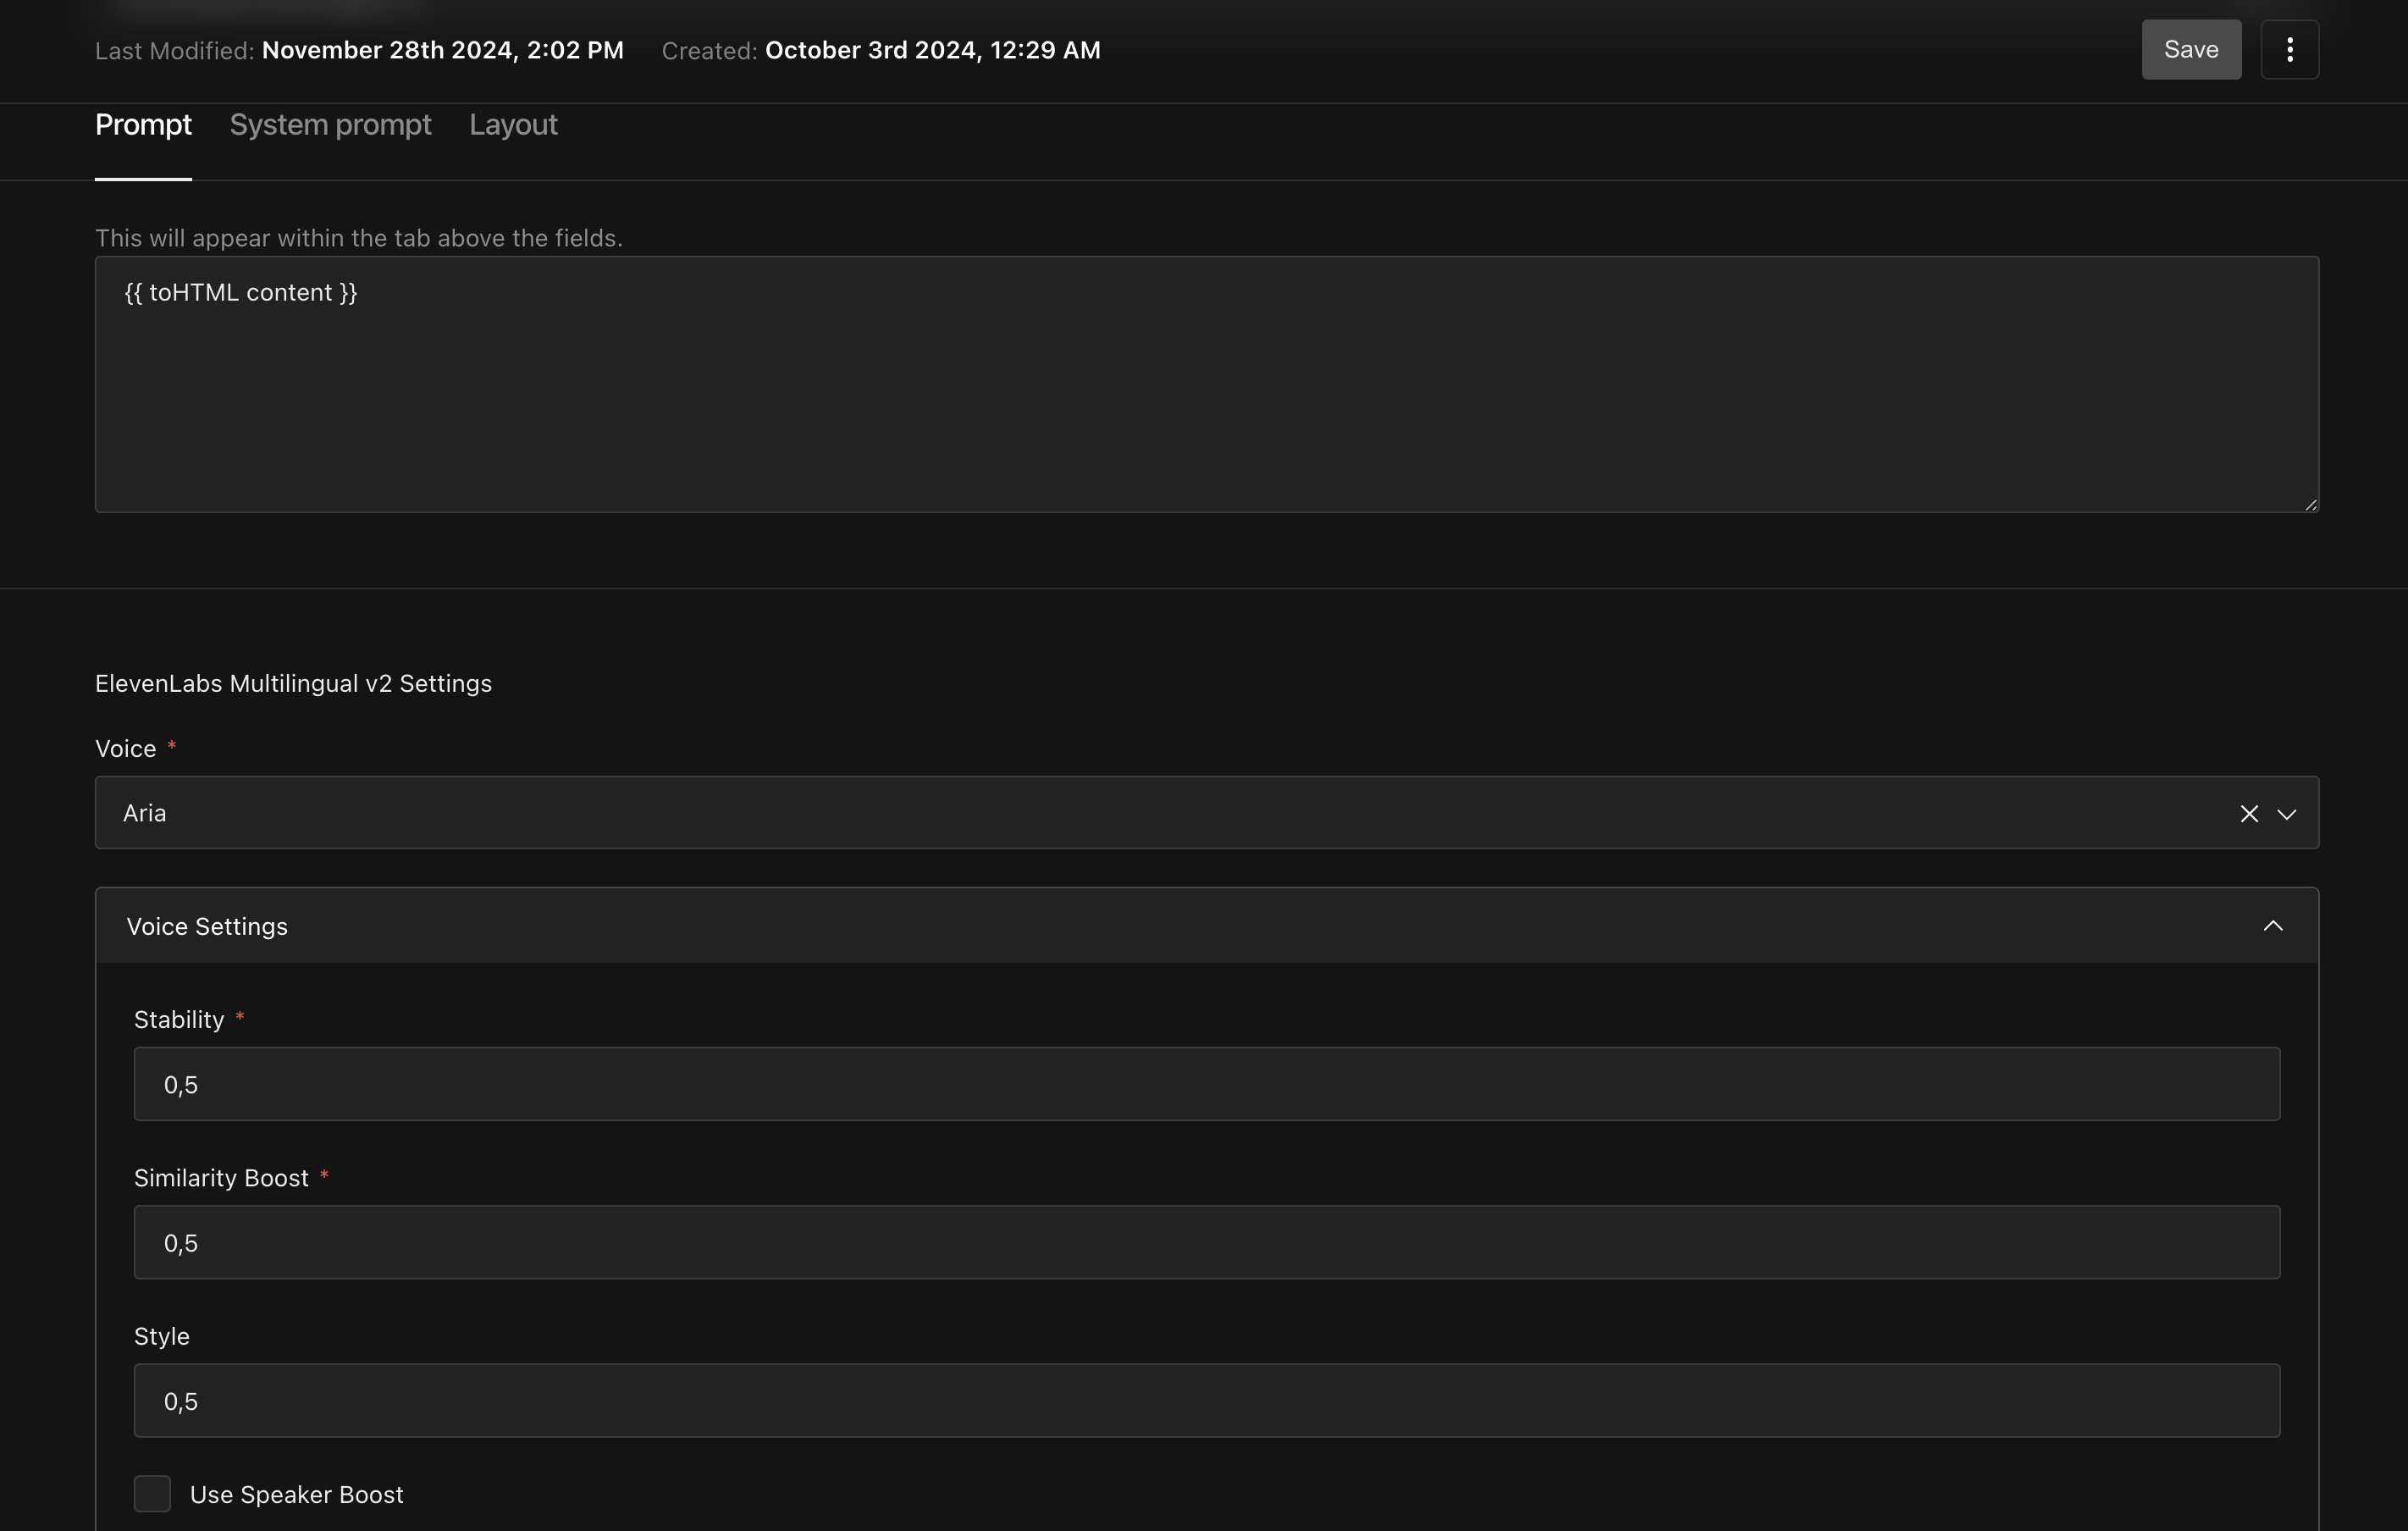 Last Modified: November 28th 2024, 2:02 PM Created: October 3rd 2024, 12:29 AM
Save
Prompt System prompt Layout
This will appear within the tab above the fields.
{{ toHTML content }}
ElevenLabs Multilingual v2 Settings
Voice *
Aria
Voice Settings
Stability *
0,5
Similarity Boost *
0,5
Style
0,5
Use Speaker Boost